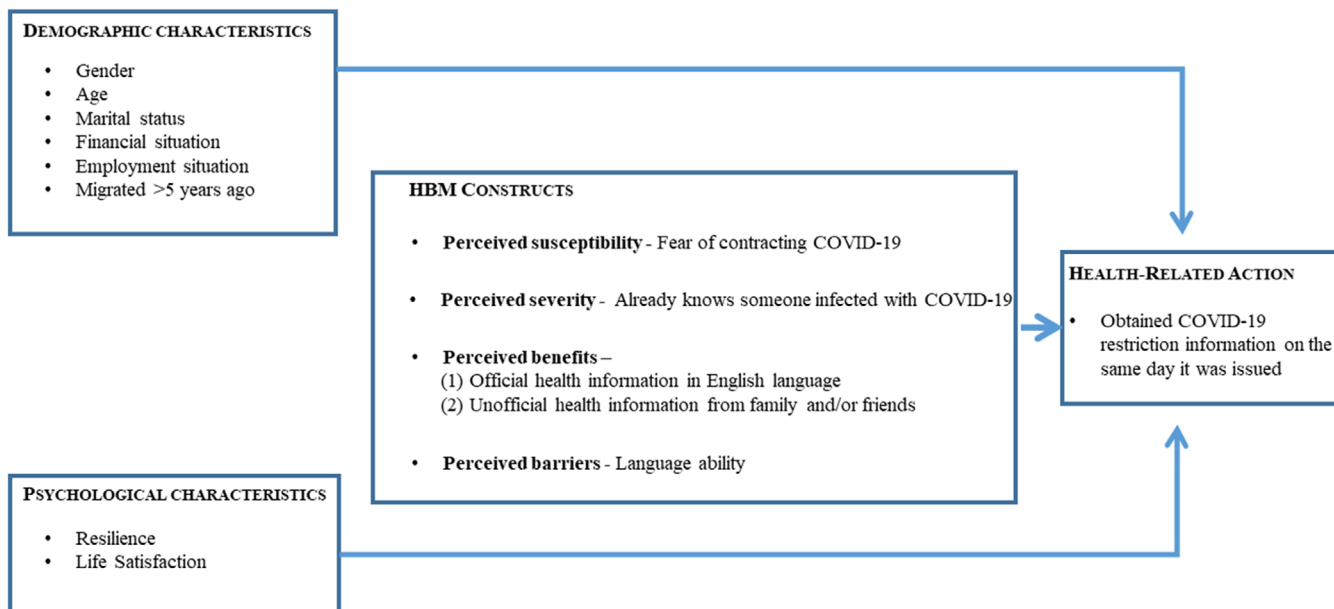 DEMOGRAPHIC CHARACTERISTICS
• Gender
• Age
• Marital status
• Financial situation
• Employment situation
• Migrated >5 years ago
HBM CONSTRUCTS
• Perceived susceptibility - Fear of contracting COVID-19
• Perceived severity - Already knows someone infected with COVID-19
• Perceived benefits –
(1) Official health information in English language
(2) Unofficial health information from family and/or friends
• Perceived barriers - Language ability
HEALTH-RELATED ACTION
• Obtained COVID-19
restriction information on the
same day it was issued
PSYCHOLOGICAL CHARACTERISTICS
• Resilience
• Life Satisfaction